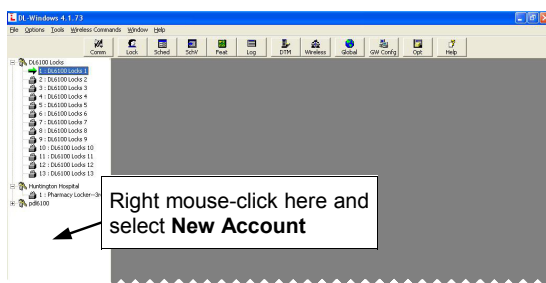 DL-Windows 4.1.73
File Options Tools Wireless Commands Window Help
Comm Lock Sched SchW Feat Log DTM Wireless Global GW Confg Opt Help
DL6100 Locks
1 : DL6100 Locks 1
2 : DL6100 Locks 2
3 : DL6100 Locks 3
4 : DL6100 Locks 4
5 : DL6100 Locks 5
6 : DL6100 Locks 6
7 : DL6100 Locks 7
8 : DL6100 Locks 8
9 : DL6100 Locks 9
10 : DL6100 Locks 10
11 : DL6100 Locks 11
12 : DL6100 Locks 12
13 : DL6100 Locks 13
Huntington Hospital
1 : Pharmacy Locker--3r
pdl6100
Right mouse-click here and
select New Account